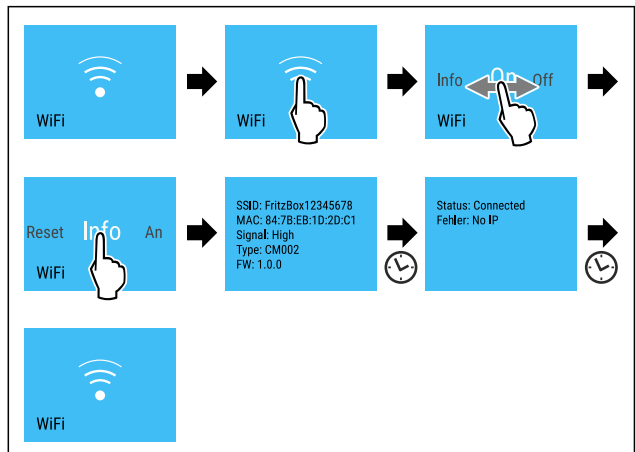 WiFi
WiFi
Info On Off
WiFi
Reset Info An
WiFi
SSID: FritzBox12345678
MAC: 84:7B:EB:1D:2D:C1
Signal: High
Type: CM002
FW: 1.0.0
Status: Connected
Fehler: No IP
WiFi